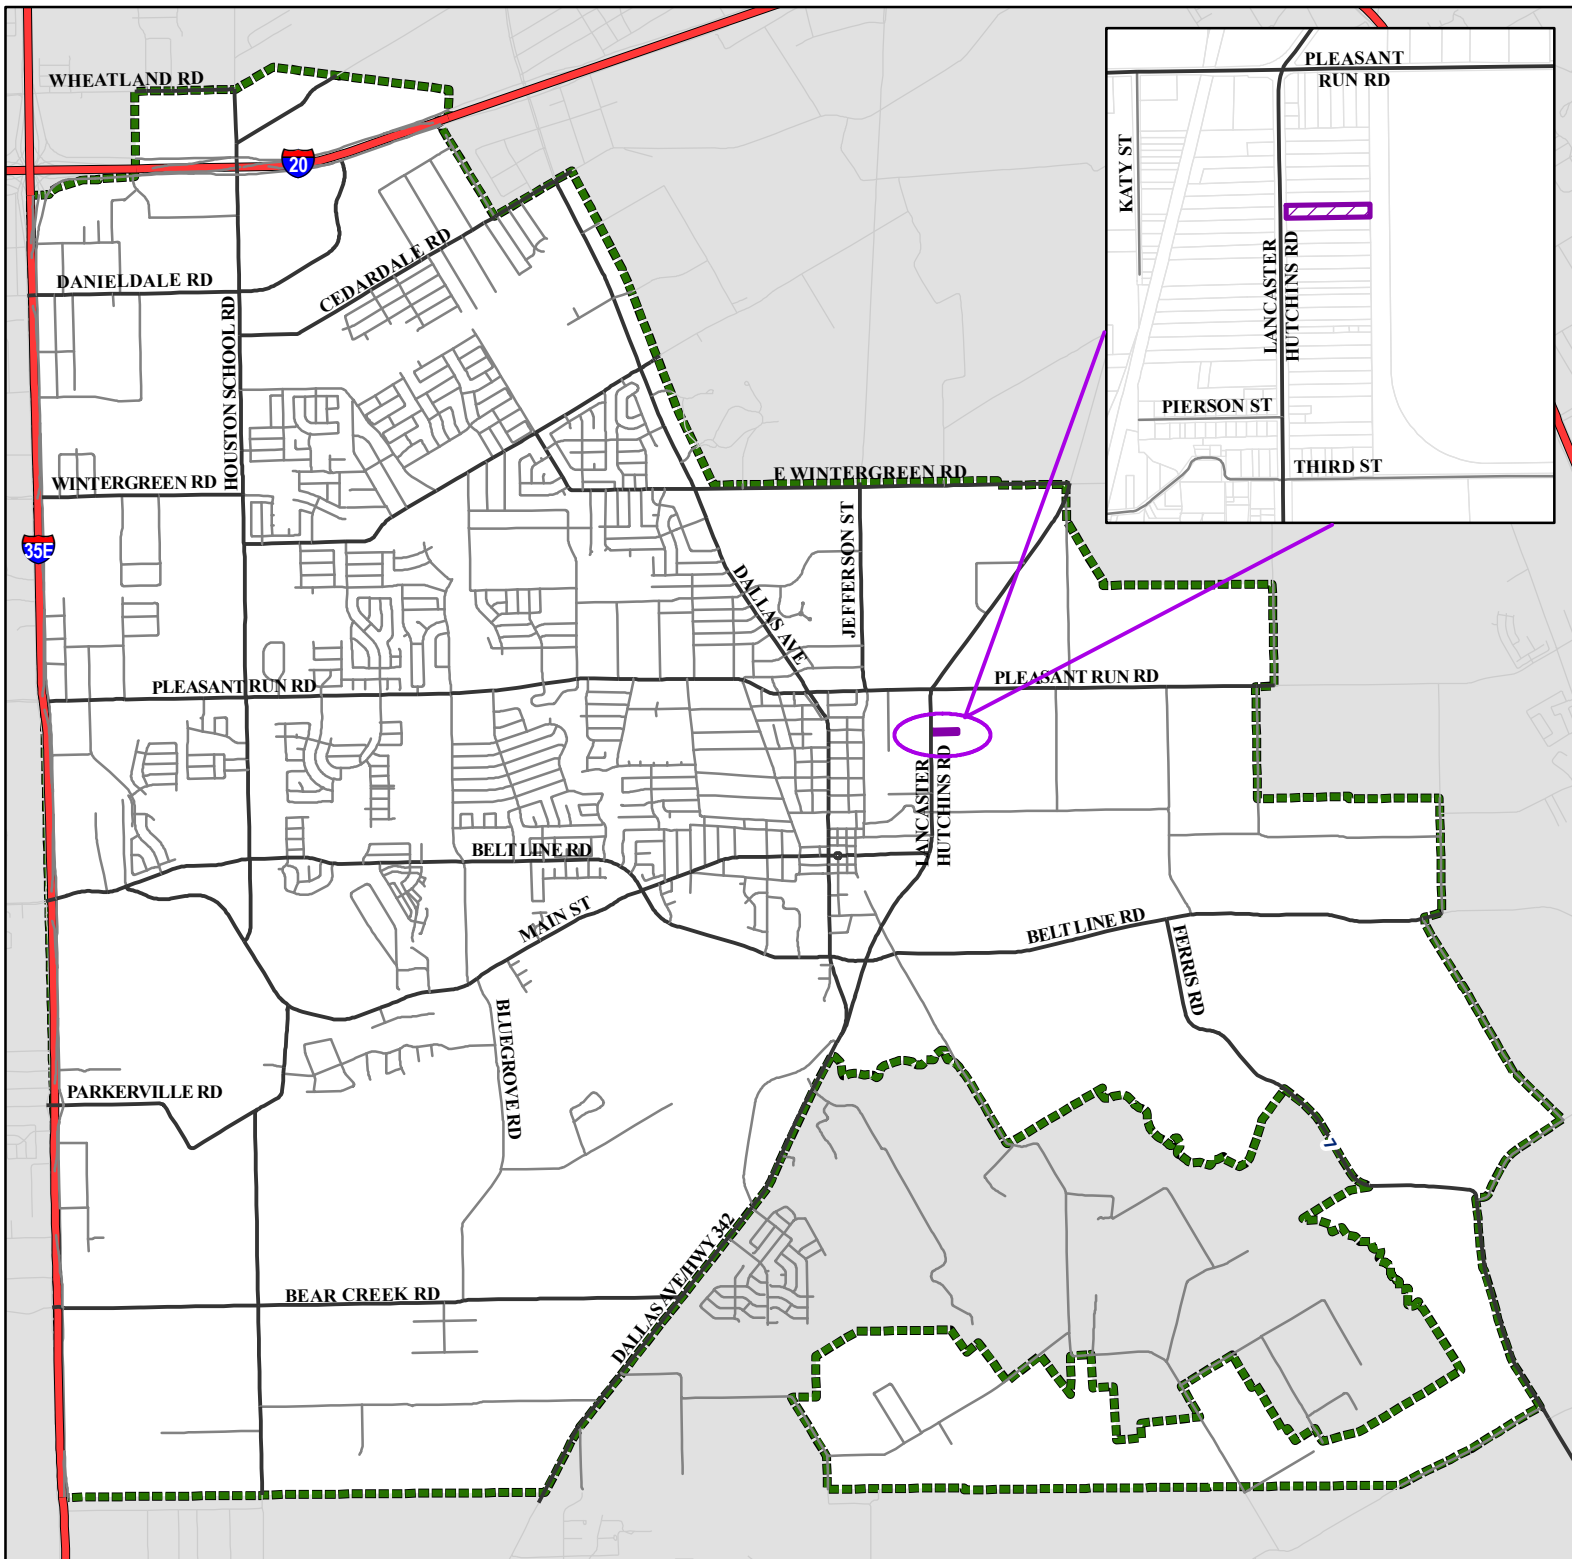 WHEATLAND RD
PLEASANT
RUN RD
20
KATY ST
CEDARDALE RD
DANIELDALE RD
LANCASTER
HUTCHINS RD
HOUSTON SCHOOL RD
PIERSON ST
THIRD ST
WINTERGREEN RD
E WINTERGREEN RD
35E
JEFFERSON ST
DALLAS AVE
PLEASANT RUN RD
PLEASANT RUN RD
LANCASTER
HUTCHINS RD
BELT LINE RD
MAIN ST
BELT LINE RD
FERRIS RD
BLUEGROVE RD
PARKERVILLE RD
7
DALLAS AVE/HWY 342
BEAR CREEK RD